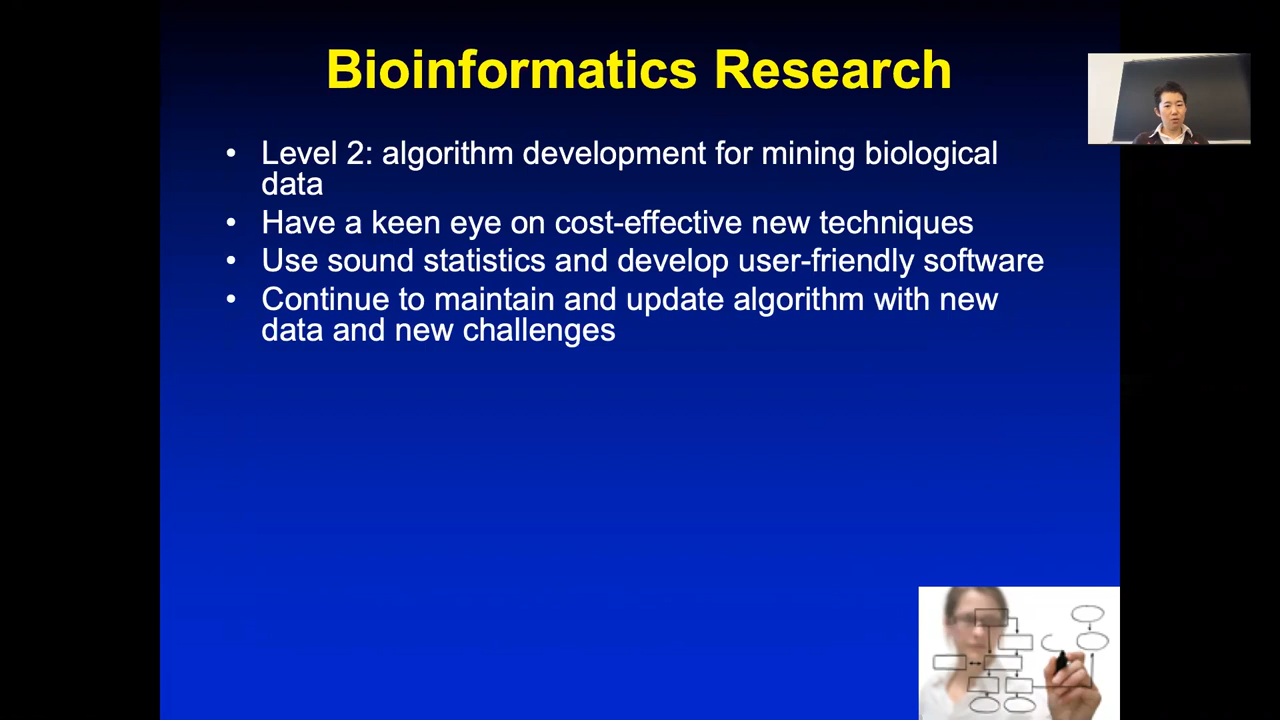 Bioinformatics Research
• Level 2: algorithm development for mining biological
data
• Have a keen eye on cost-effective new techniques
• Use sound statistics and develop user-friendly software
• Continue to maintain and update algorithm with new
data and new challenges